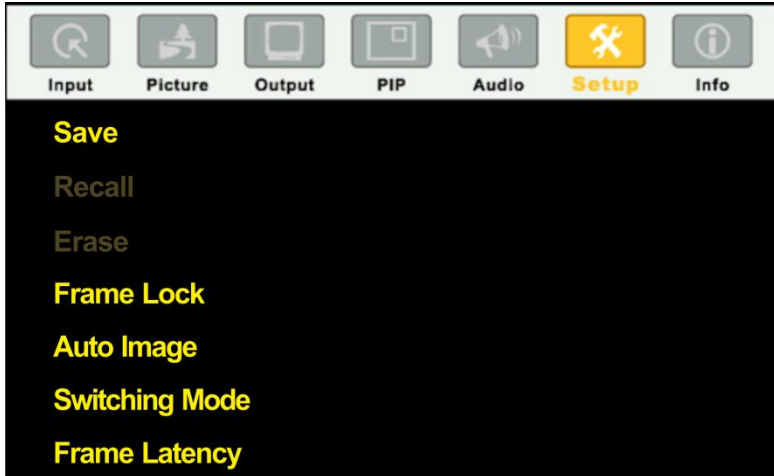 Input Picture Output PIP Audio Setup Info
Save
Recall
Erase
Frame Lock
Auto Image
Switching Mode
Frame Latency